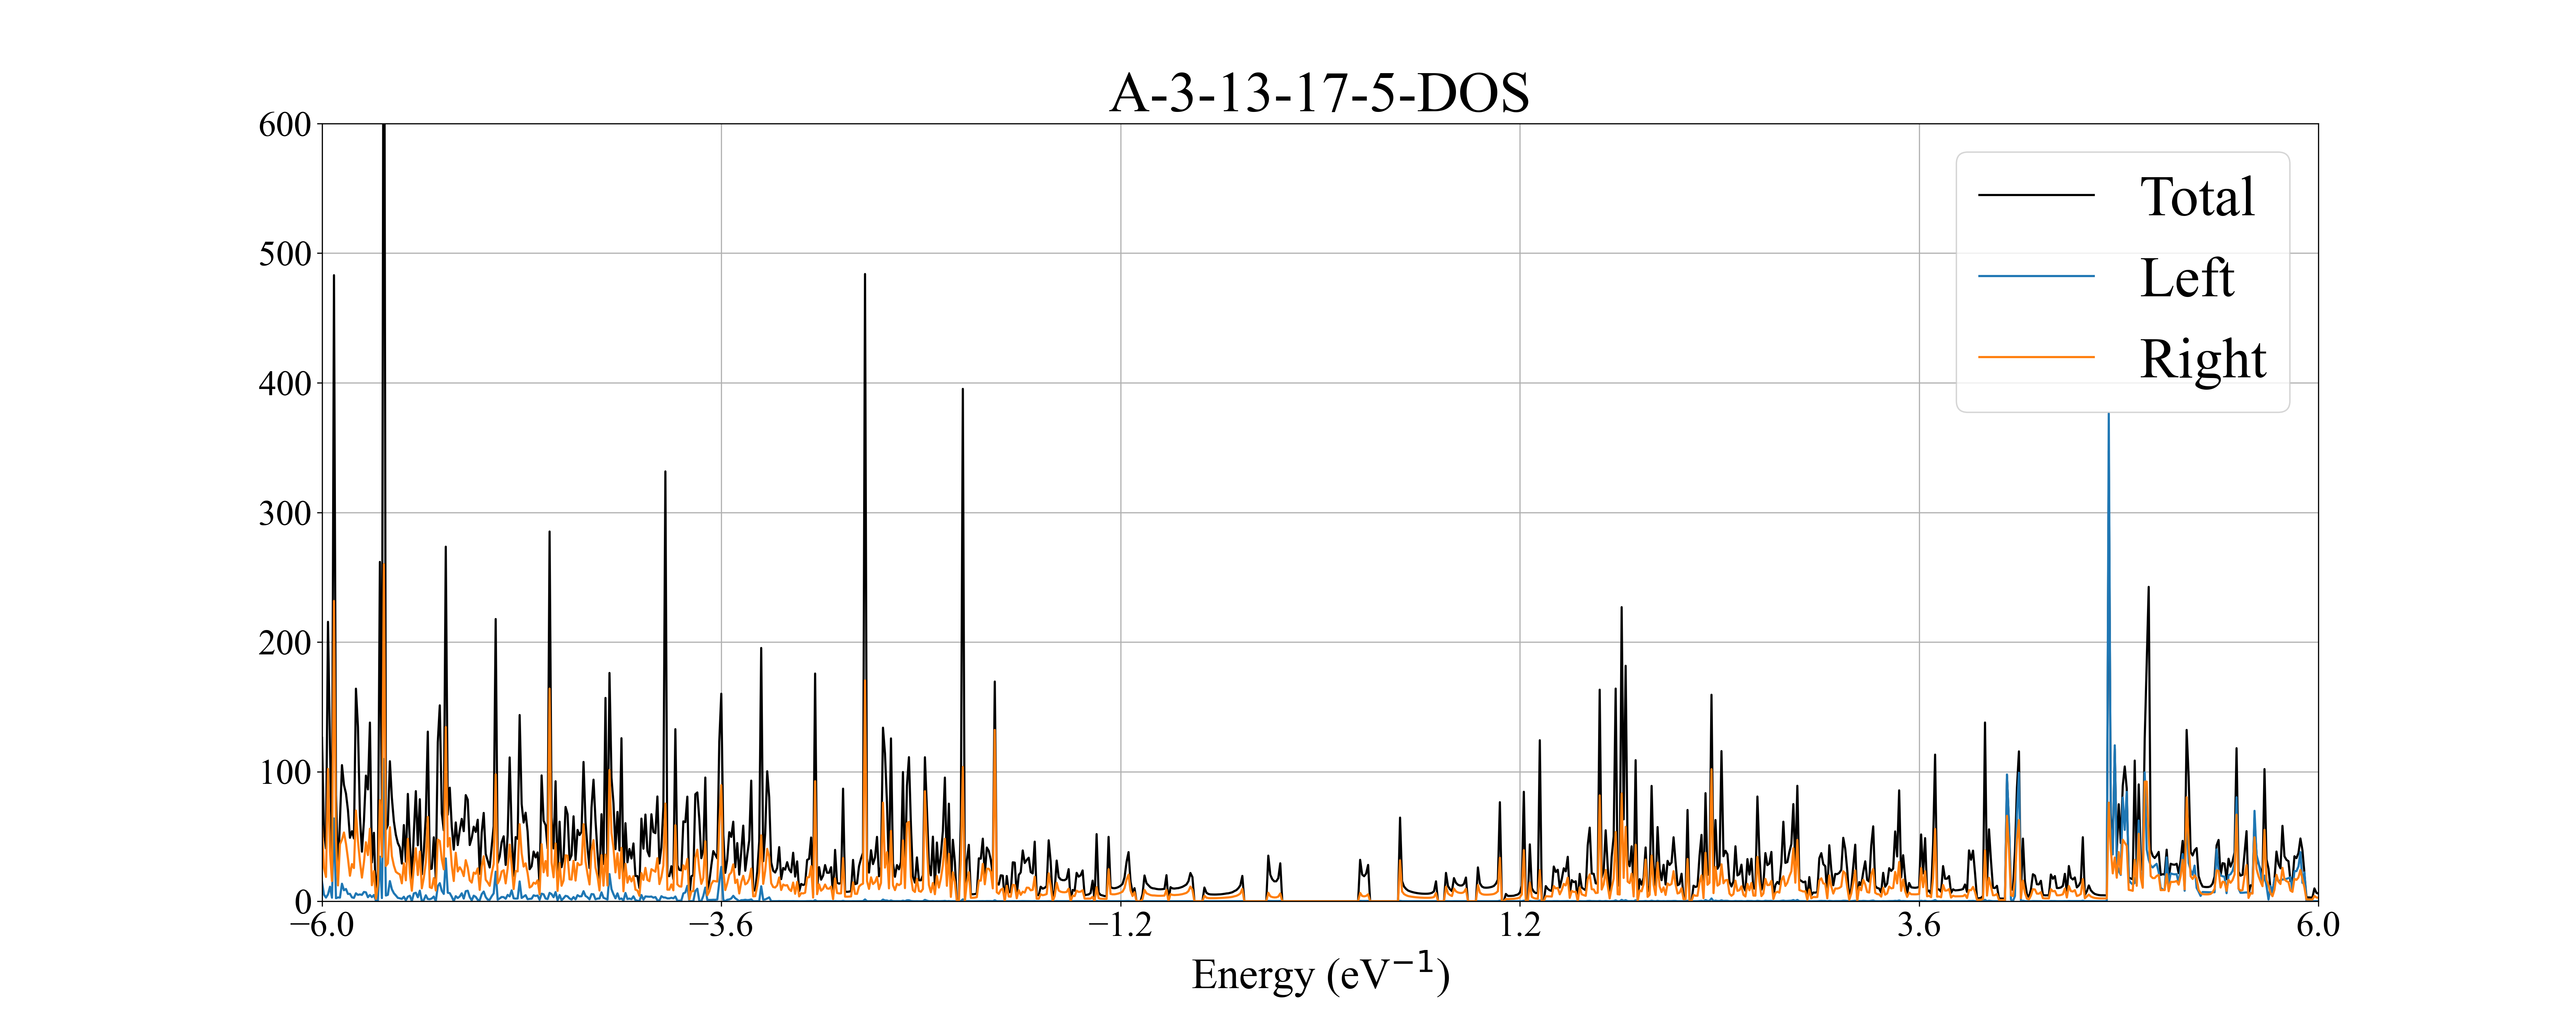 A-3-13-17-5-DOS
600
500
400
300
200
100
0
Total
Left
Right
−6.0 −3.6 −1.2 1.2 3.6 6.0
Energy (eV⁻¹)